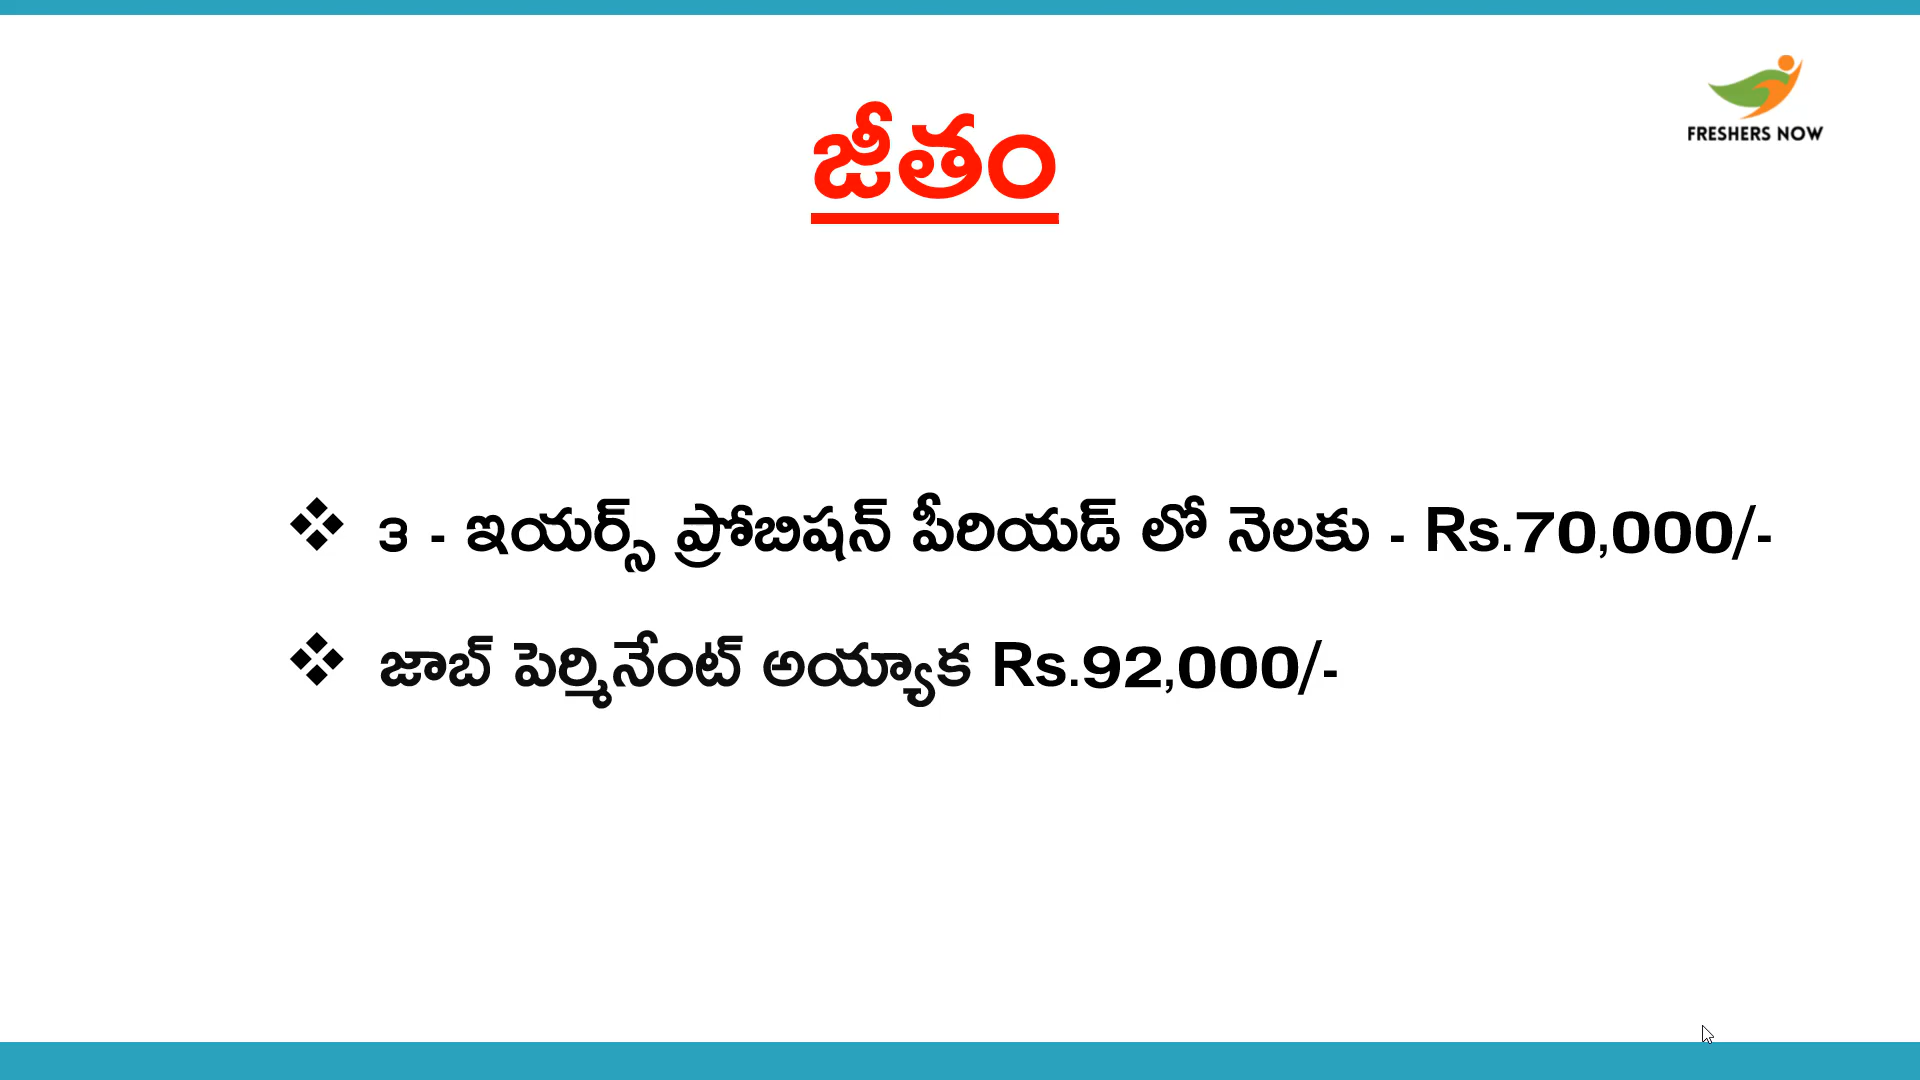 FRESHERS NOW
జీతం
❖ 3 - ఇయర్స్ ప్రోబిషన్ పీరియడ్ లో నెలకు - Rs.70,000/-
❖ జాబ్ పెర్మినేంట్ అయ్యాక Rs.92,000/-